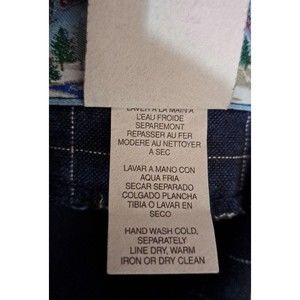 LAVER A LA MAIN A
L'EAU FROIDE
SEPAREMONT
REPASSER AU FER
MODERE AU NETTOYER
A SEC
LAVAR A MANO CON
AQUA FRIA
SECAR SEPARADO
COLGADO PLANCHA
TIBIA O LAVAR EN
SECO
HAND WASH COLD,
SEPARATELY
LINE DRY, WARM
IRON OR DRY CLEAN